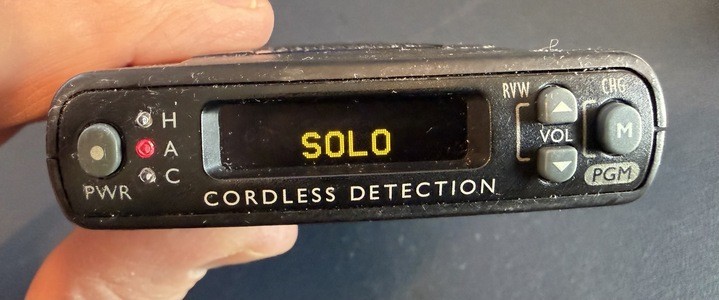 RVW
CHG
H
A
C
SOLO
VOL
M
PWR
CORDLESS DETECTION
PGM